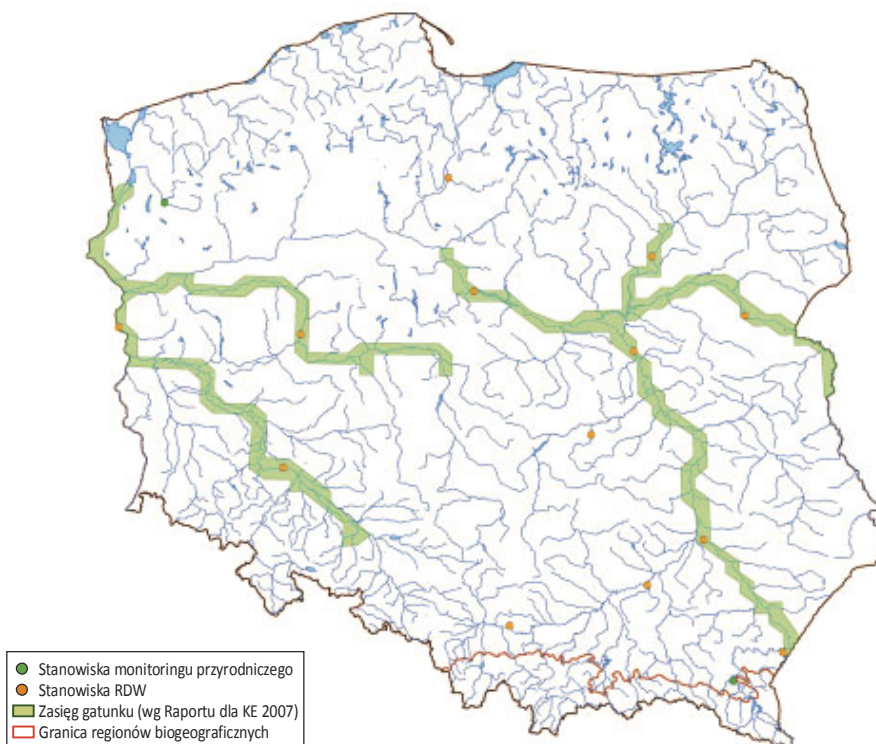 Stanowiska monitoringu przyrodniczego
Stanowiska RDW
Zasięg gatunku (wg Raportu dla KE 2007)
Granica regionów biogeograficznych